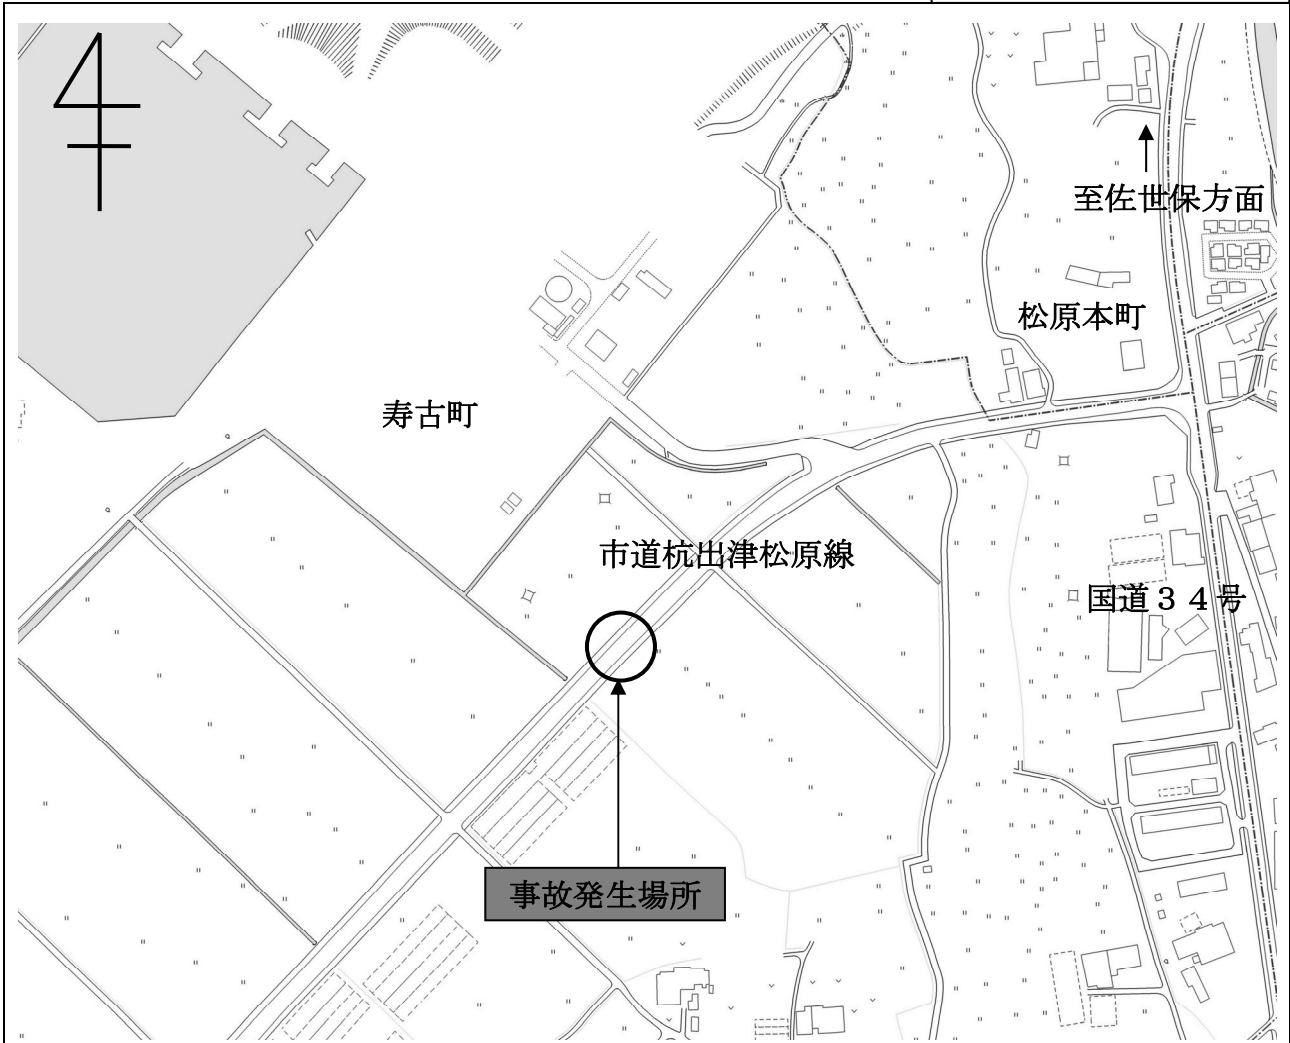 至佐世保方面
松原本町
寿古町
市道杭出津松原線
国道３４号
事故発生場所